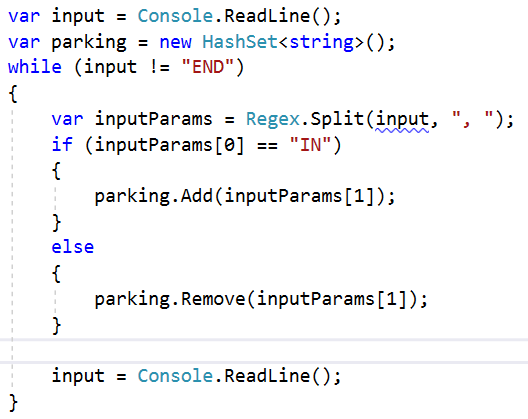 var input = Console.ReadLine();
var parking = new HashSet<string>();
while (input != "END")
{
    var inputParams = Regex.Split(input, ", ");
    if (inputParams[0] == "IN")
    {
        parking.Add(inputParams[1]);
    }
    else
    {
        parking.Remove(inputParams[1]);
    }

    input = Console.ReadLine();
}